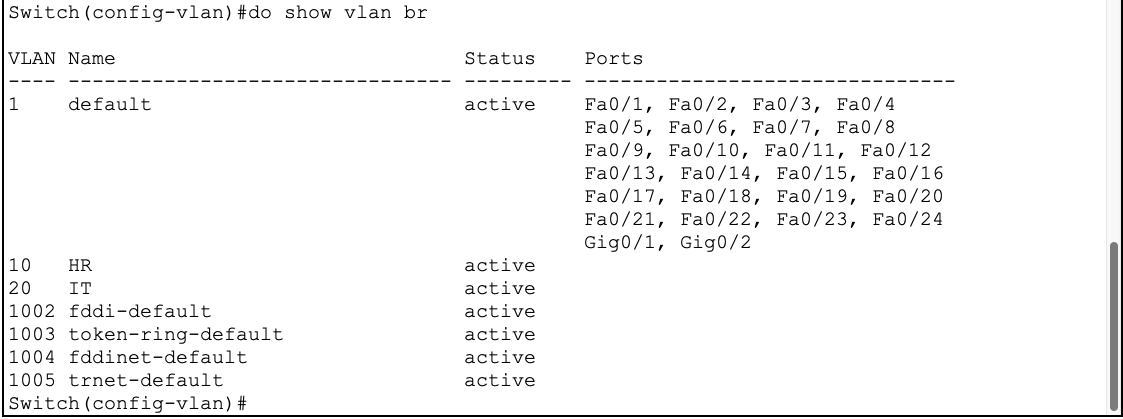 Switch(config-vlan)#do show vlan br
VLAN Name                             Status    Ports
---- -------------------------------- --------- -------------------------------
1    default                          active    Fa0/1, Fa0/2, Fa0/3, Fa0/4
                                                Fa0/5, Fa0/6, Fa0/7, Fa0/8
                                                Fa0/9, Fa0/10, Fa0/11, Fa0/12
                                                Fa0/13, Fa0/14, Fa0/15, Fa0/16
                                                Fa0/17, Fa0/18, Fa0/19, Fa0/20
                                                Fa0/21, Fa0/22, Fa0/23, Fa0/24
                                                Gig0/1, Gig0/2
10   HR                               active
20   IT                               active
1002 fddi-default                     active
1003 token-ring-default               active
1004 fddinet-default                  active
1005 trnet-default                    active
Switch(config-vlan)#